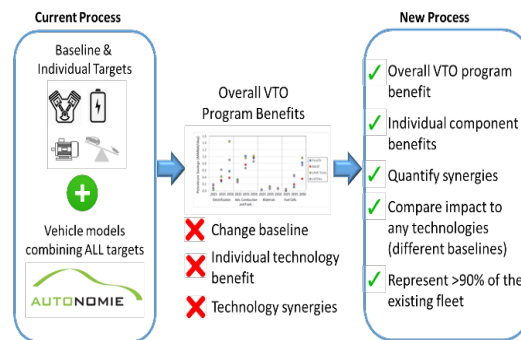 Current Process
Baseline &
Individual Targets
Vehicle models
combining ALL targets
AUTONOMIE
Overall VTO
Program Benefits
Change baseline
Individual technology
benefit
Technology synergies
New Process
Overall VTO program
benefit
Individual component
benefits
Quantify synergies
Compare impact to
any technologies
(different baselines)
Represent >90% of the
existing fleet